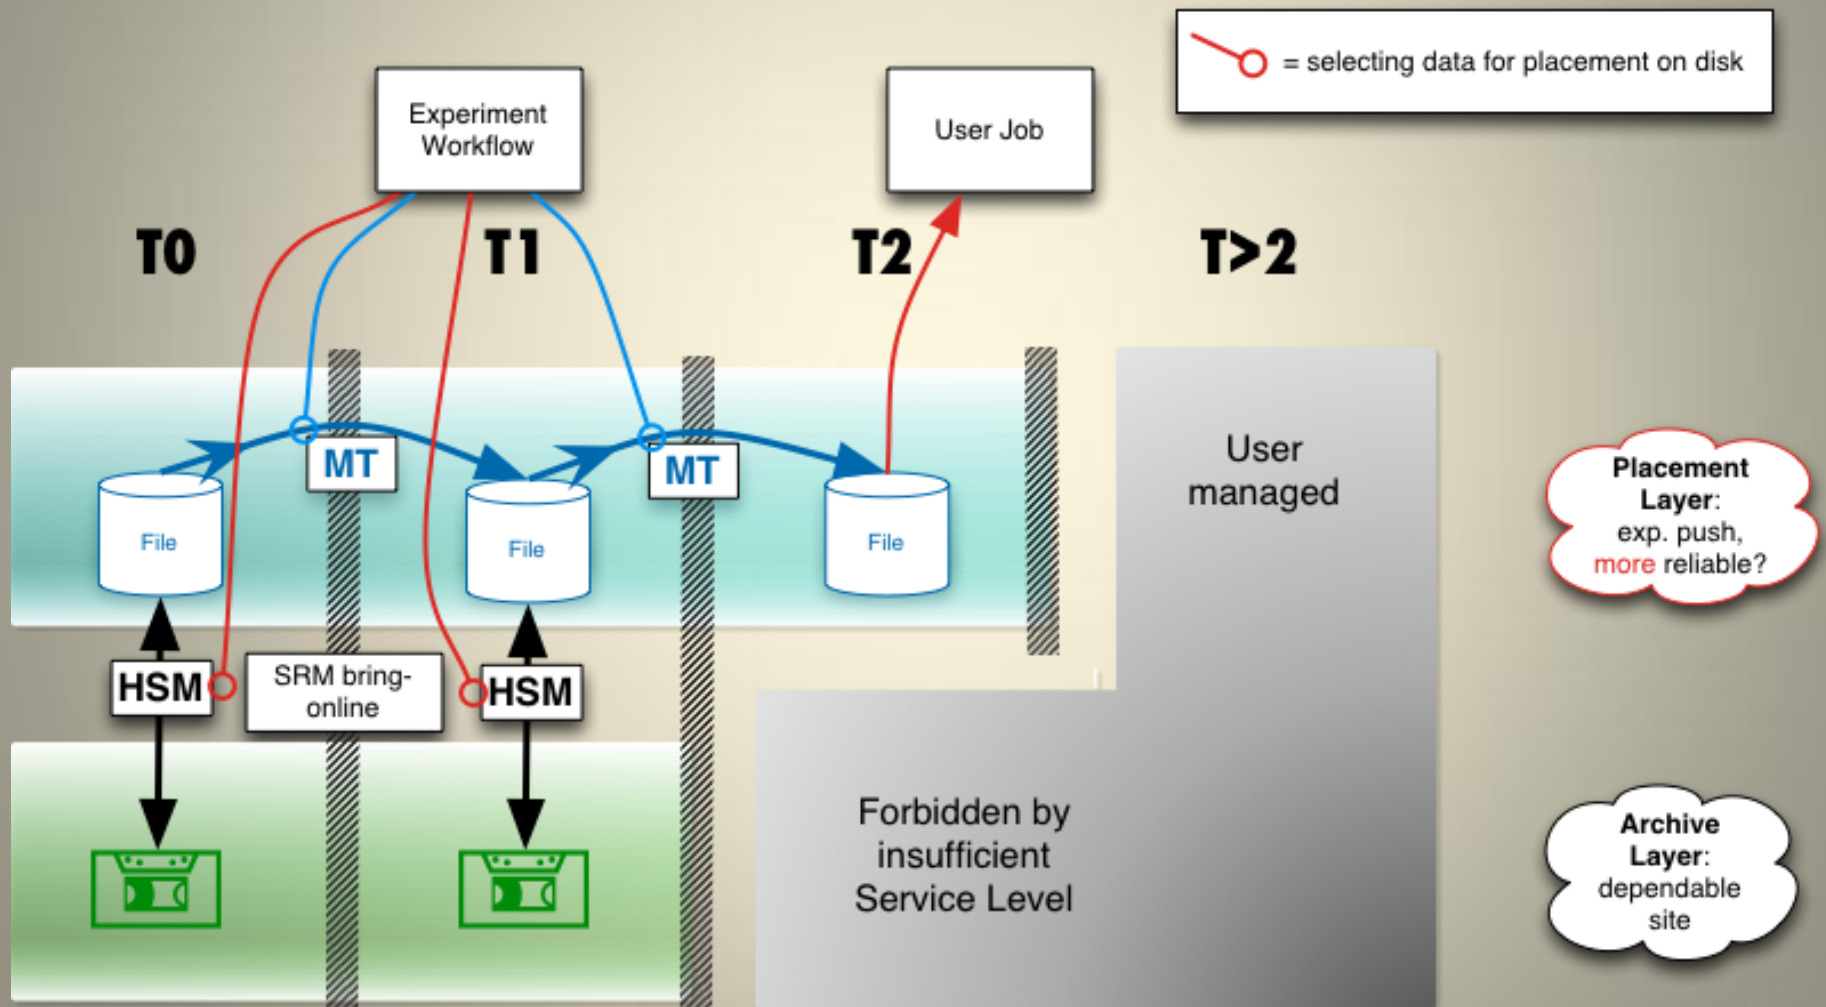 = selecting data for placement on disk
Experiment
Workflow
User Job
T0
T1
T2
T>2
MT
MT
File
File
File
User
managed
Placement
Layer:
exp. push,
more reliable?
HSM
SRM bring-
online
HSM
Forbidden by
insufficient
Service Level
Archive
Layer:
dependable
site